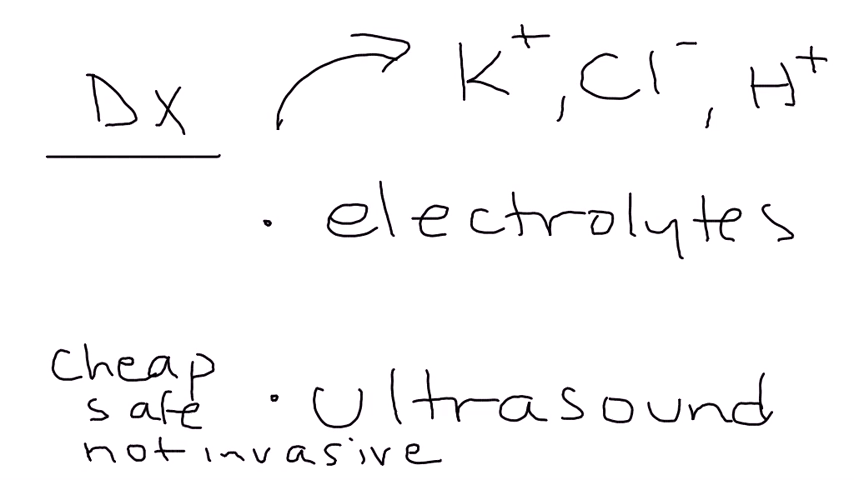 Dx
K⁺, Cl⁻, H⁺
· electrolytes
cheap
safe
not invasive
· Ultrasound